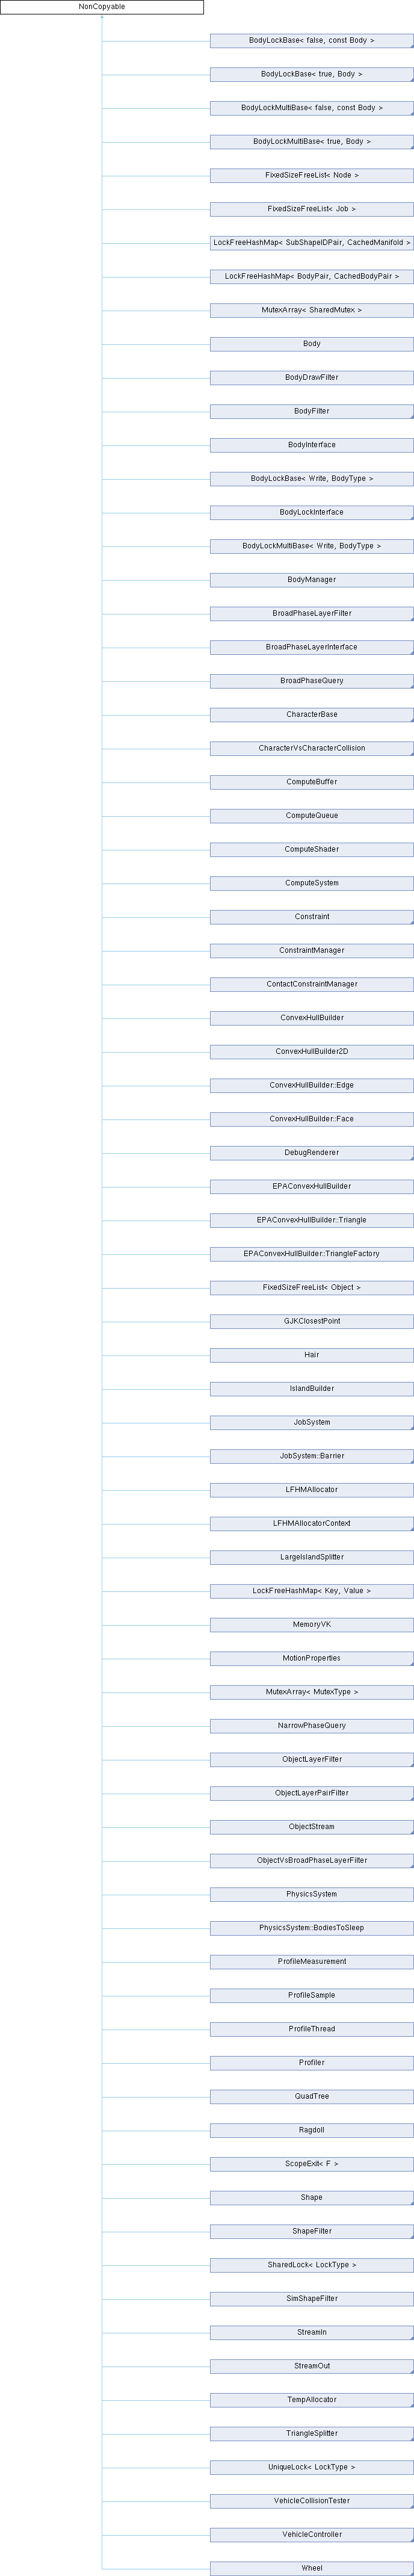 NonCopyable
BodyLockBase< false, const Body >
BodyLockBase< true, Body >
BodyLockMultiBase< false, const Body >
BodyLockMultiBase< true, Body >
FixedSizeFreeList< Node >
FixedSizeFreeList< Job >
LockFreeHashMap< SubShapeIDPair, CachedManifold >
LockFreeHashMap< BodyPair, CachedBodyPair >
MutexArray< SharedMutex >
Body
BodyDrawFilter
BodyFilter
BodyInterface
BodyLockBase< Write, BodyType >
BodyLockInterface
BodyLockMultiBase< Write, BodyType >
BodyManager
BroadPhaseLayerFilter
BroadPhaseLayerInterface
BroadPhaseQuery
CharacterBase
CharacterVsCharacterCollision
ComputeBuffer
ComputeQueue
ComputeShader
ComputeSystem
Constraint
ConstraintManager
ContactConstraintManager
ConvexHullBuilder
ConvexHullBuilder2D
ConvexHullBuilder::Edge
ConvexHullBuilder::Face
DebugRenderer
EPAConvexHullBuilder
EPAConvexHullBuilder::Triangle
EPAConvexHullBuilder::TriangleFactory
FixedSizeFreeList< Object >
GJKClosestPoint
Hair
IslandBuilder
JobSystem
JobSystem::Barrier
LFHMAllocator
LFHMAllocatorContext
LargeIslandSplitter
LockFreeHashMap< Key, Value >
MemoryVK
MotionProperties
MutexArray< MutexType >
NarrowPhaseQuery
ObjectLayerFilter
ObjectLayerPairFilter
ObjectStream
ObjectVsBroadPhaseLayerFilter
PhysicsSystem
PhysicsSystem::BodiesToSleep
ProfileMeasurement
ProfileSample
ProfileThread
Profiler
QuadTree
Ragdoll
ScopeExit< F >
Shape
ShapeFilter
SharedLock< LockType >
SimShapeFilter
StreamIn
StreamOut
TempAllocator
TriangleSplitter
UniqueLock< LockType >
VehicleCollisionTester
VehicleController
Wheel